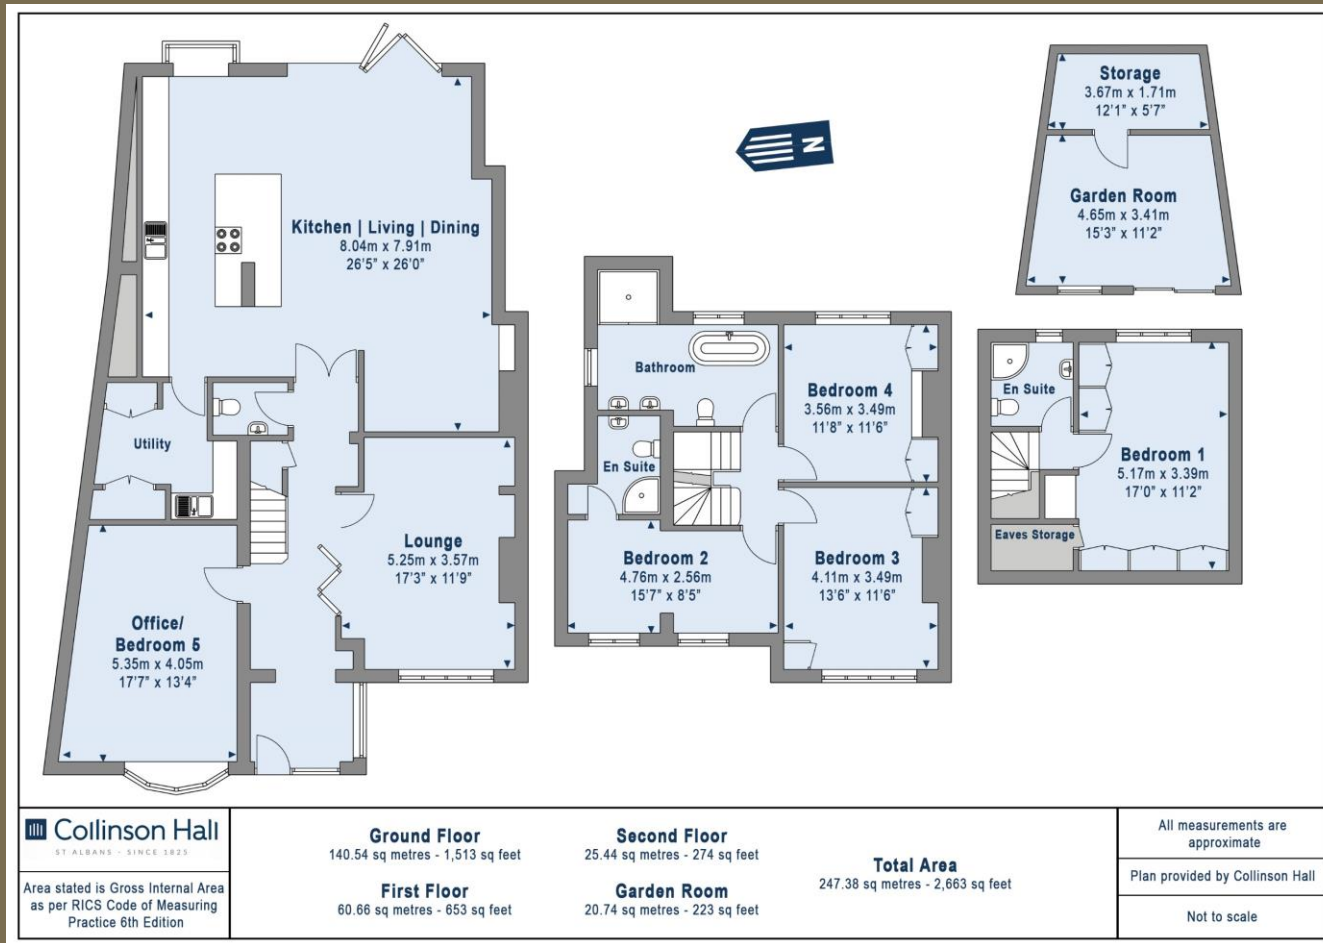 Storage
3.67m x 1.71m
12'1" x 5'7"
Garden Room
4.65m x 3.41m
15'3" x 11'2"
N
Kitchen | Living | Dining
8.04m x 7.91m
26'5" x 26'0"
Utility
Lounge
5.25m x 3.57m
17'3" x 11'9"
Office/
Bedroom 5
5.35m x 4.05m
17'7" x 13'4"
Bathroom
Bedroom 4
3.56m x 3.49m
11'8" x 11'6"
En Suite
Bedroom 2
4.76m x 2.56m
15'7" x 8'5"
Bedroom 3
4.11m x 3.49m
13'6" x 11'6"
En Suite
Bedroom 1
5.17m x 3.39m
17'0" x 11'2"
Eaves Storage
Collinson Hall
ST ALBANS - SINCE 1825
Area stated is Gross Internal Area
as per RICS Code of Measuring
Practice 6th Edition
Ground Floor
140.54 sq metres - 1,513 sq feet
First Floor
60.66 sq metres - 653 sq feet
Second Floor
25.44 sq metres - 274 sq feet
Garden Room
20.74 sq metres - 223 sq feet
Total Area
247.38 sq metres - 2,663 sq feet
All measurements are
approximate
Plan provided by Collinson Hall
Not to scale